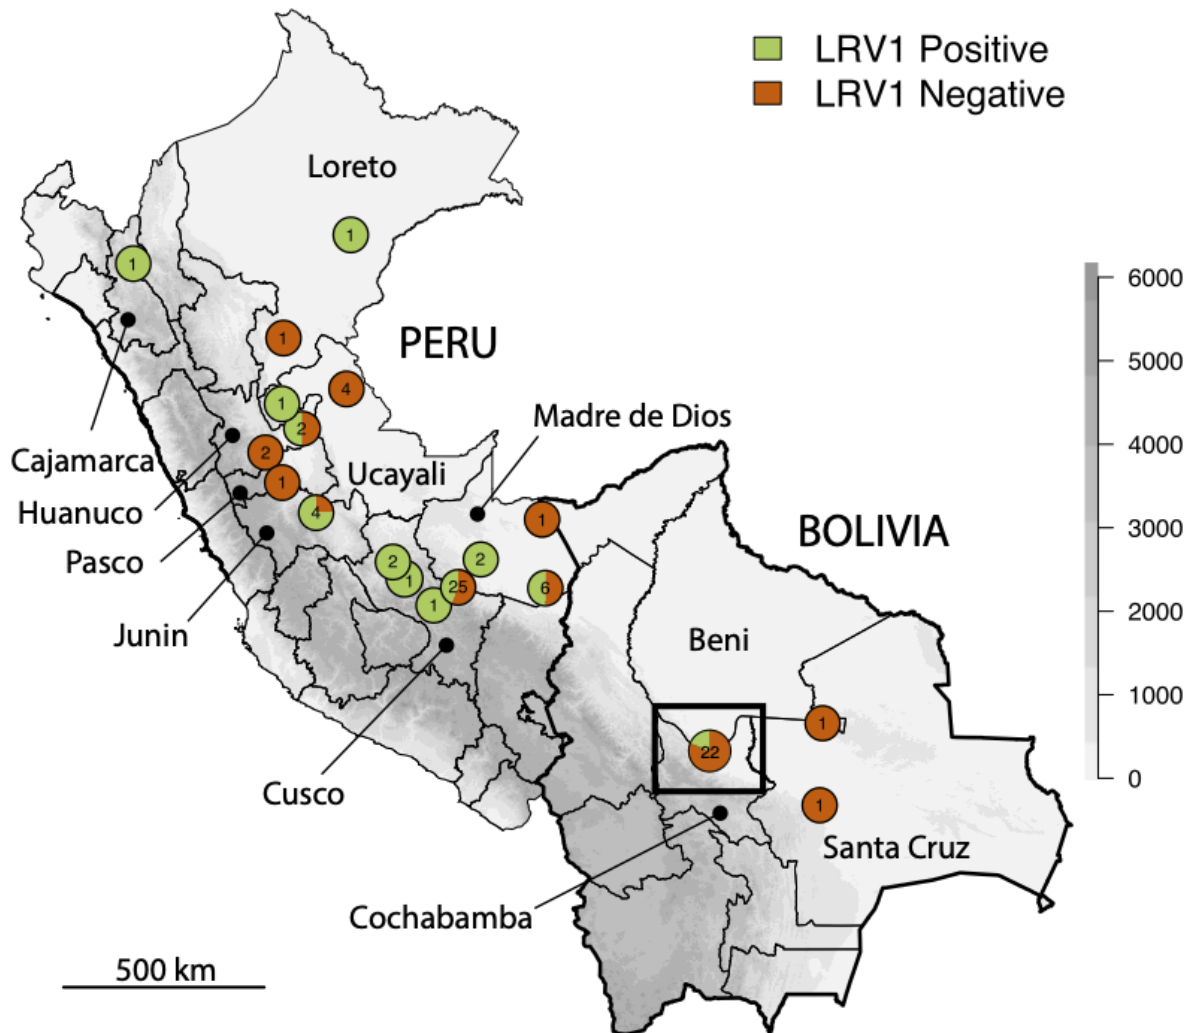 LRV1 Positive
LRV1 Negative
Loreto
1
1
6000
1
PERU
5000
4
1
Madre de Dios
2
4000
Cajamarca
2
Ucayali
1
Huanuco
4
1
BOLIVIA
3000
Pasco
2
2
1
25
6
1
2000
Junin
Beni
1000
1
22
0
Cusco
1
Santa Cruz
Cochabamba
500 km